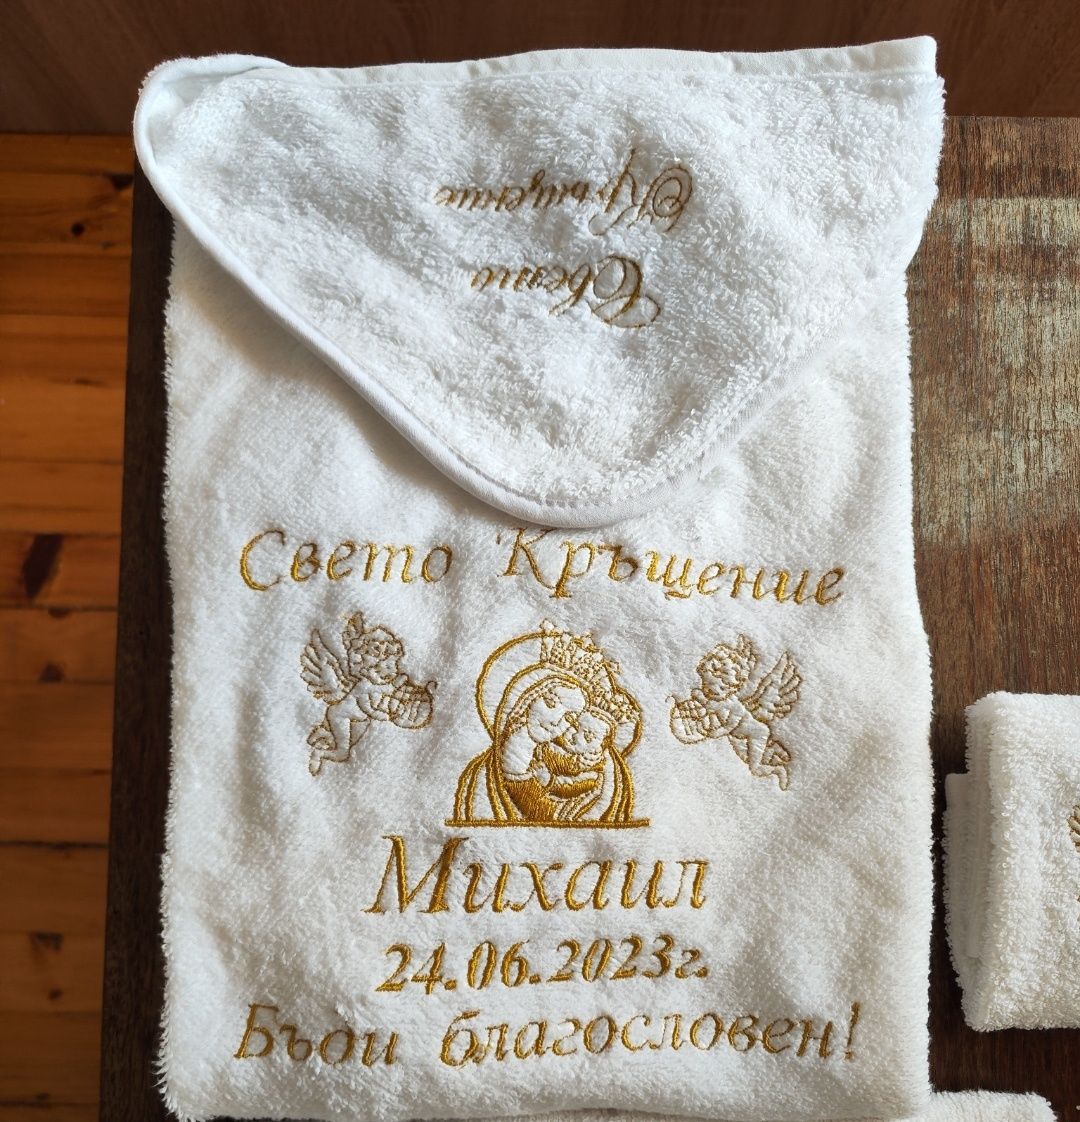 Свето
Кръщение
Свето Кръщение
Михаил
24.06.2023г.
Бъди благословен!